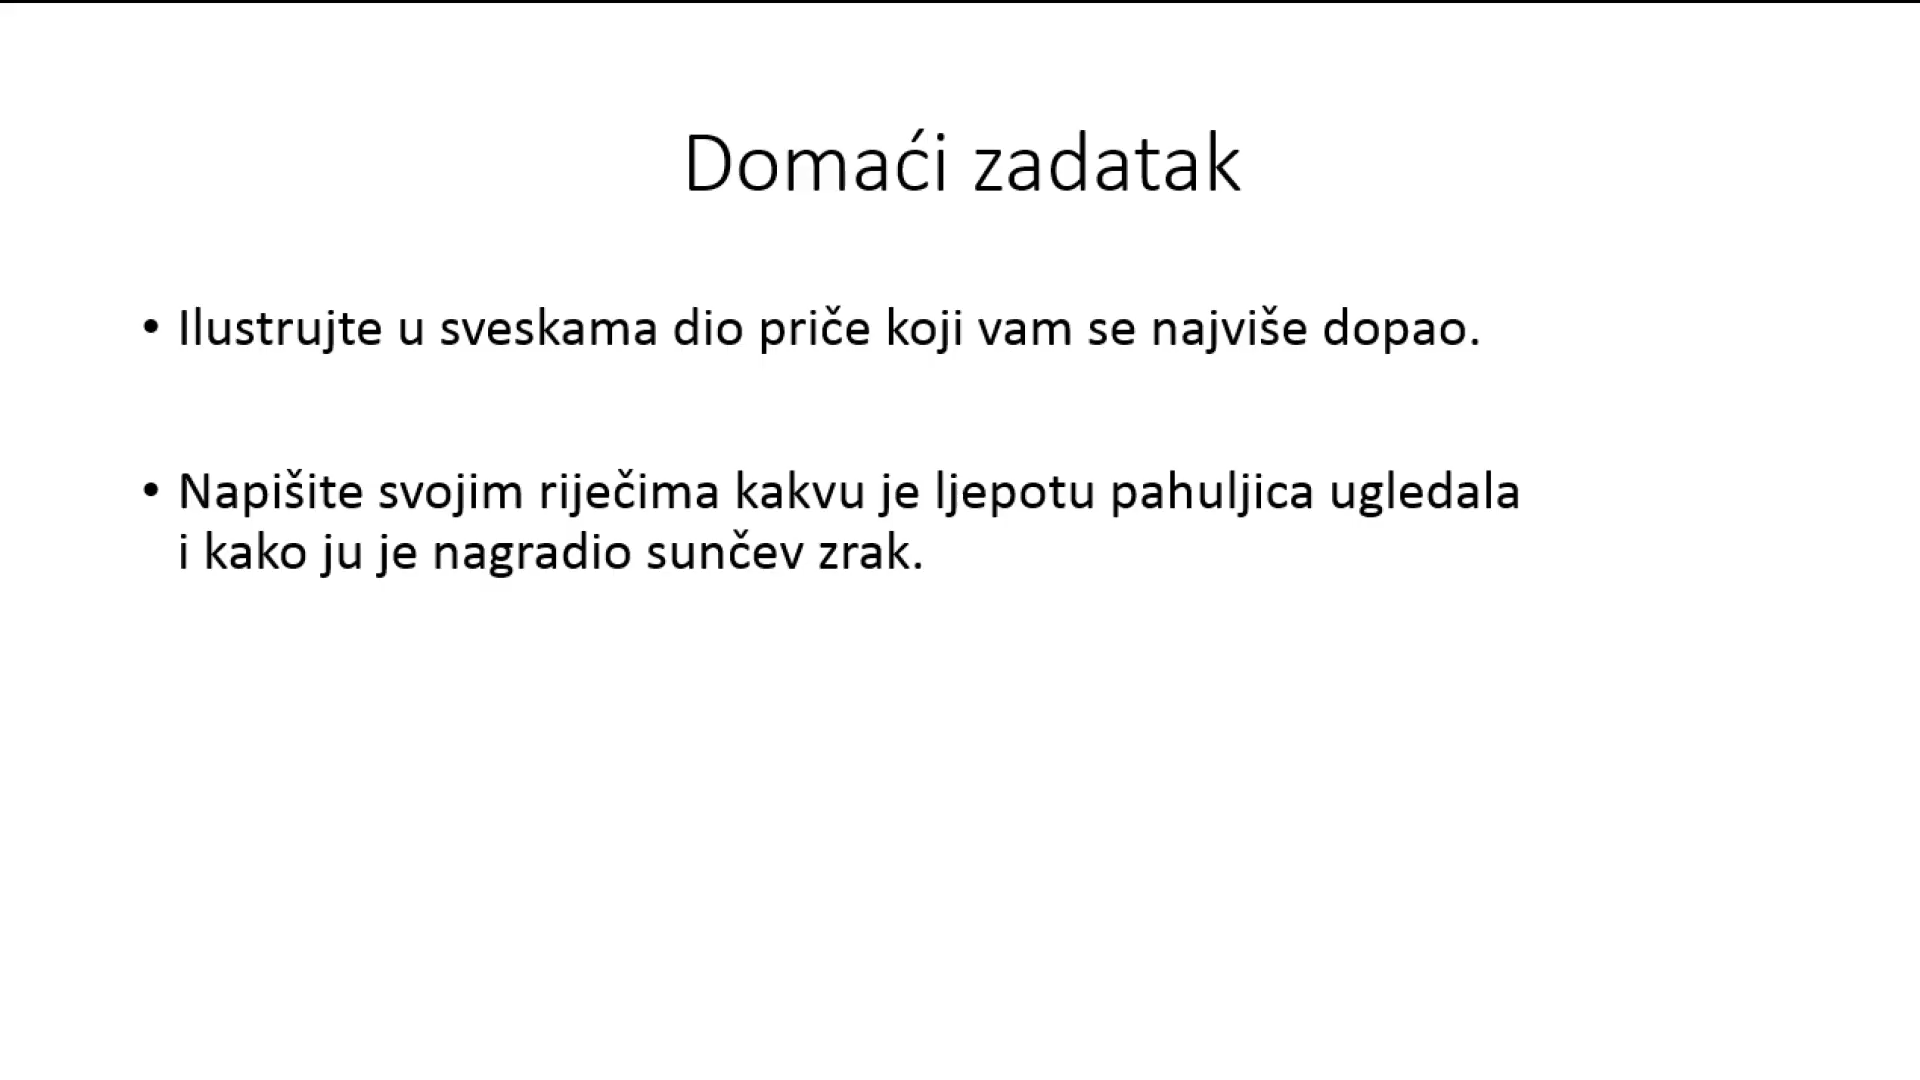 Domaći zadatak
• Ilustrujte u sveskama dio priče koji vam se najviše dopao.
• Napišite svojim riječima kakvu je ljepotu pahuljica ugledala
i kako ju je nagradio sunčev zrak.